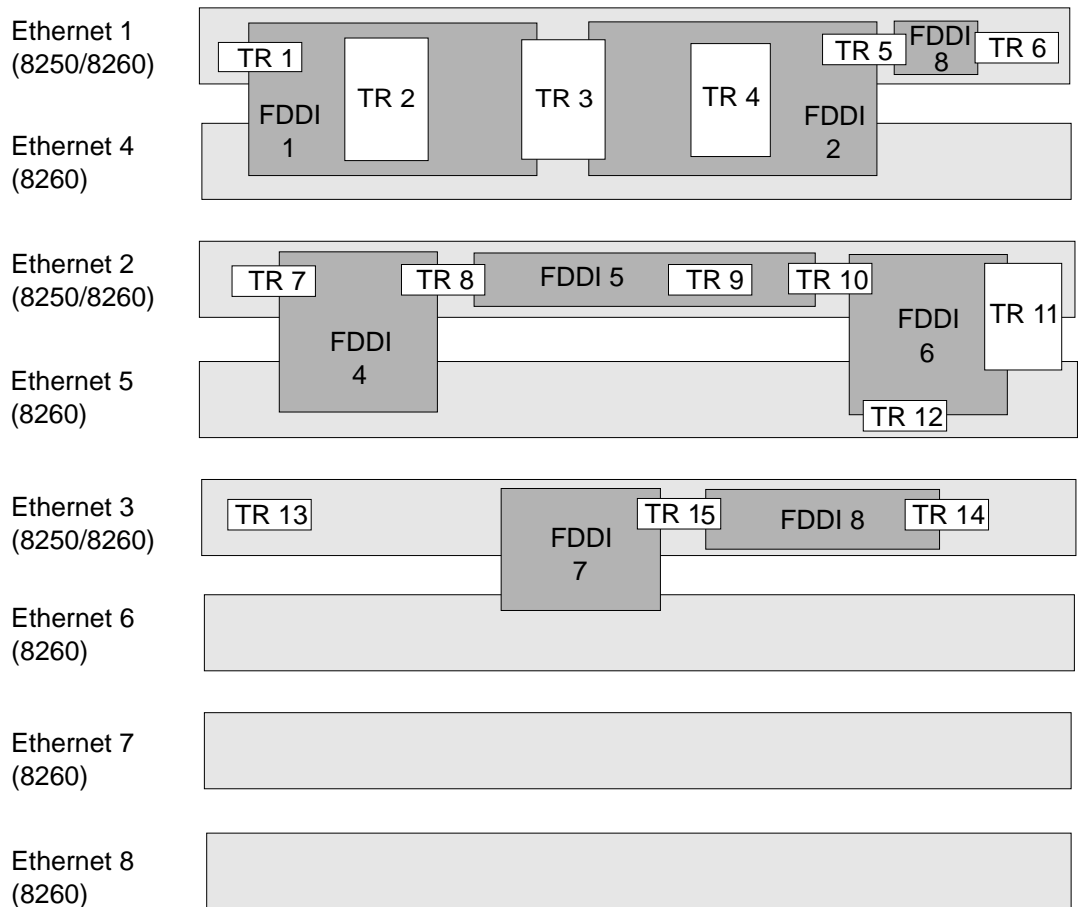 Ethernet 1
(8250/8260)
TR 1
TR 2
TR 3
TR 4
TR 5
FDDI
8
TR 6
FDDI
1
FDDI
2
Ethernet 4
(8260)
Ethernet 2
(8250/8260)
TR 7
TR 8
FDDI 5
TR 9
TR 10
FDDI
4
FDDI
6
TR 11
Ethernet 5
(8260)
TR 12
Ethernet 3
(8250/8260)
TR 13
FDDI
7
TR 15
FDDI 8
TR 14
Ethernet 6
(8260)
Ethernet 7
(8260)
Ethernet 8
(8260)